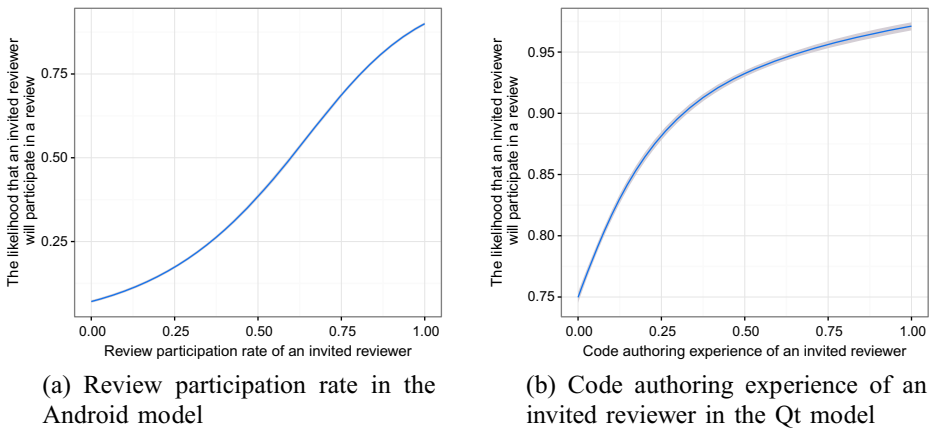 The likelihood that an invited reviewer
will participate in a review
0.75
0.50
0.25
0.00 0.25 0.50 0.75 1.00
Review participation rate of an invited reviewer
(a) Review participation rate in the
Android model
The likelihood that an invited reviewer
will participate in a review
0.95
0.90
0.85
0.80
0.75
0.00 0.25 0.50 0.75 1.00
Code authoring experience of an invited reviewer
(b) Code authoring experience of an
invited reviewer in the Qt model